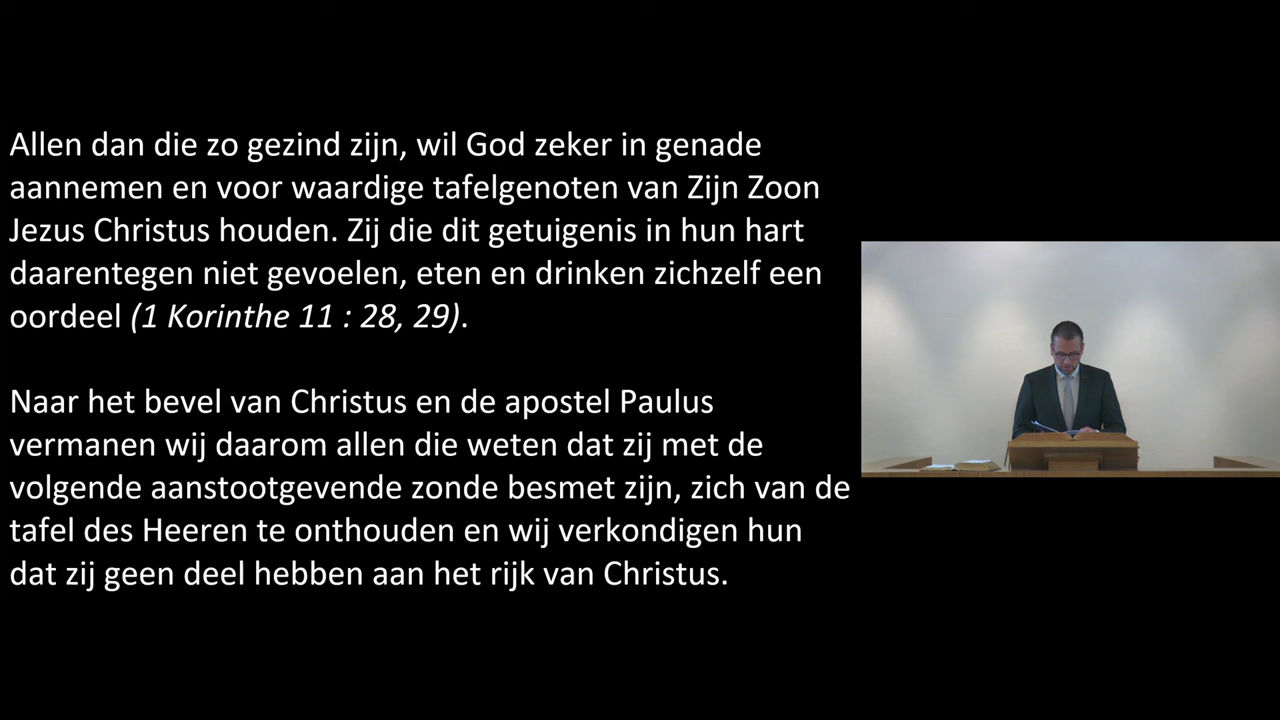 Allen dan die zo gezind zijn, wil God zeker in genade
aannemen en voor waardige tafelgenoten van Zijn Zoon
Jezus Christus houden. Zij die dit getuigenis in hun hart
daarentegen niet gevoelen, eten en drinken zichzelf een
oordeel (1 Korinthe 11 : 28, 29).
Naar het bevel van Christus en de apostel Paulus
vermanen wij daarom allen die weten dat zij met de
volgende aanstootgevende zonde besmet zijn, zich van de
tafel des Heeren te onthouden en wij verkondigen hun
dat zij geen deel hebben aan het rijk van Christus.